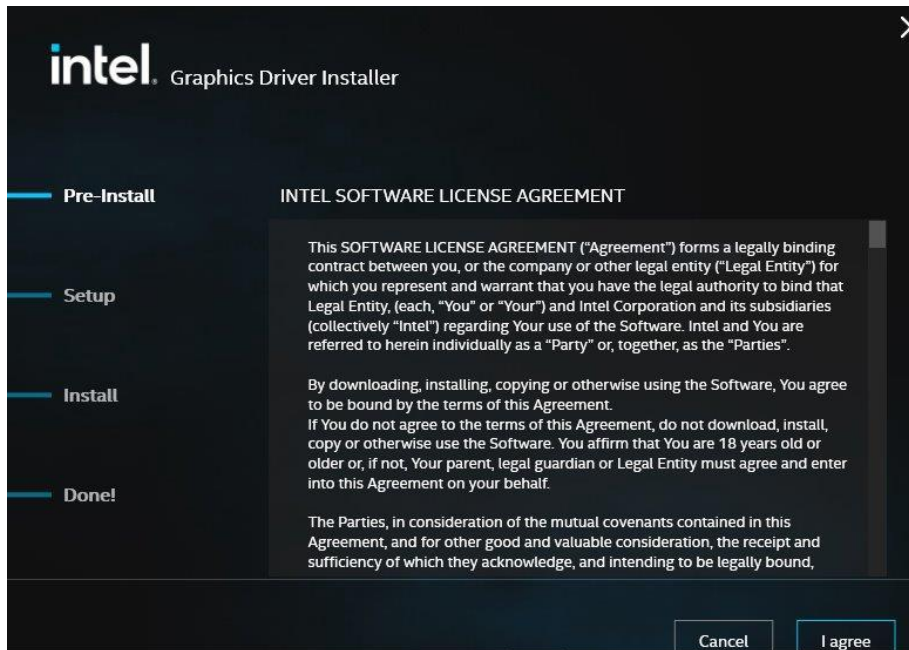 intel. Graphics Driver Installer
Pre-Install
Setup
Install
Done!
INTEL SOFTWARE LICENSE AGREEMENT
This SOFTWARE LICENSE AGREEMENT (“Agreement”) forms a legally binding
contract between you, or the company or other legal entity (“Legal Entity”) for
which you represent and warrant that you have the legal authority to bind that
Legal Entity, (each, “You” or “Your”) and Intel Corporation and its subsidiaries
(collectively “Intel”) regarding Your use of the Software. Intel and You are
referred to herein individually as a “Party” or, together, as the “Parties”.
By downloading, installing, copying or otherwise using the Software, You agree
to be bound by the terms of this Agreement.
If You do not agree to the terms of this Agreement, do not download, install,
copy or otherwise use the Software. You affirm that You are 18 years old or
older or, if not, Your parent, legal guardian or Legal Entity must agree and enter
into this Agreement on your behalf.
The Parties, in consideration of the mutual covenants contained in this
Agreement, and for other good and valuable consideration, the receipt and
sufficiency of which they acknowledge, and intending to be legally bound,
Cancel
I agree